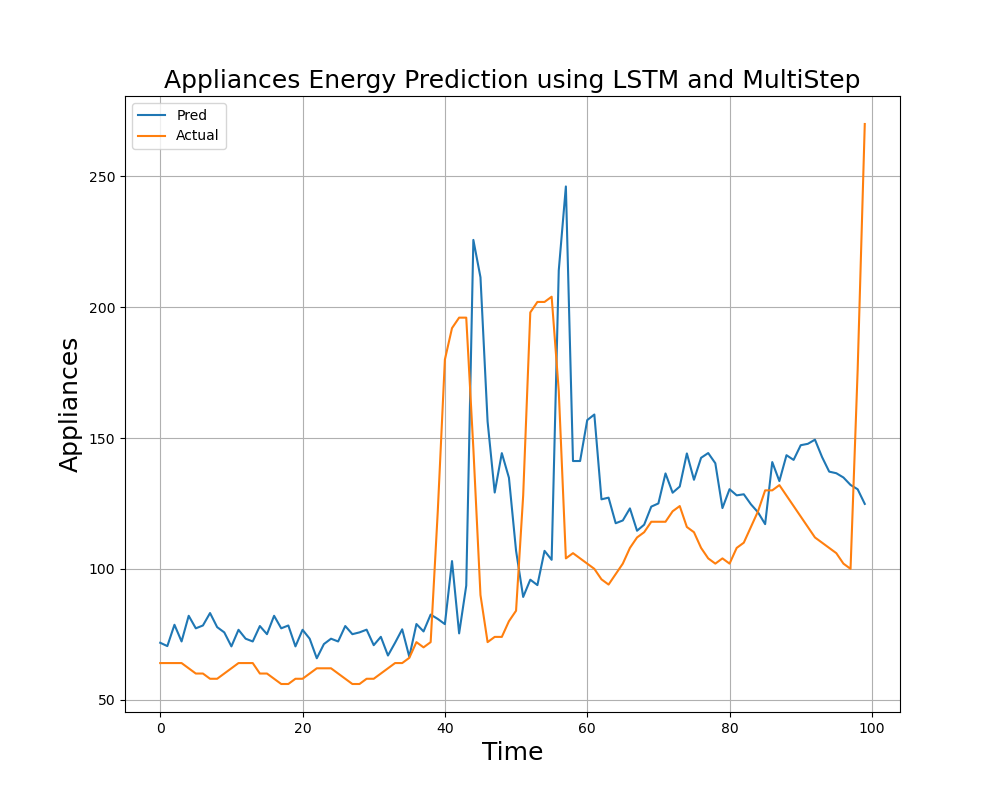 Appliances Energy Prediction using LSTM and MultiStep
Pred
Actual
250
200
150
100
50
Appliances
0 20 40 60 80 100
Time